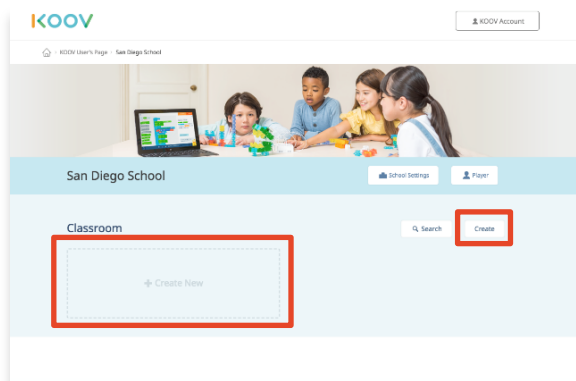 KOOV
KOOV Account
KOOV User's Page > San Diego School
San Diego School
School Settings
Player
Classroom
Search
Create
+ Create New